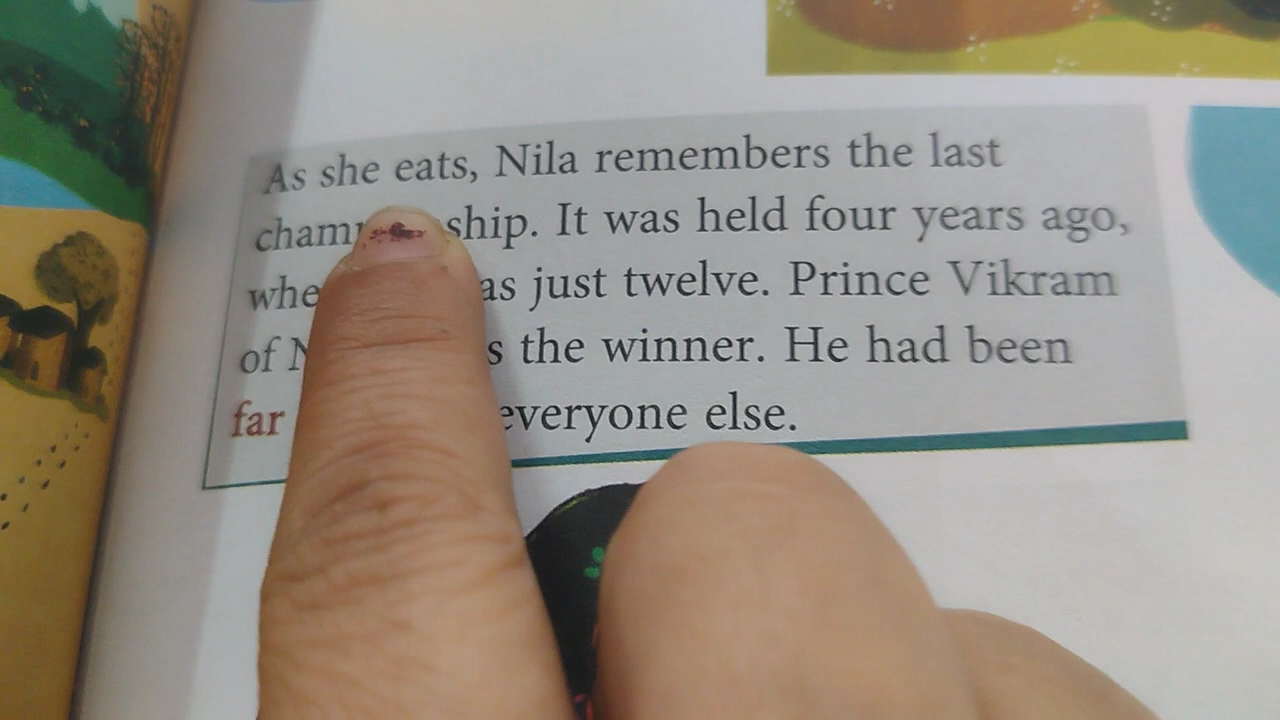 As she eats, Nila remembers the last
ship. It was held four years ago,
just twelve. Prince Vikram
of the winner. He had been
far everyone else.